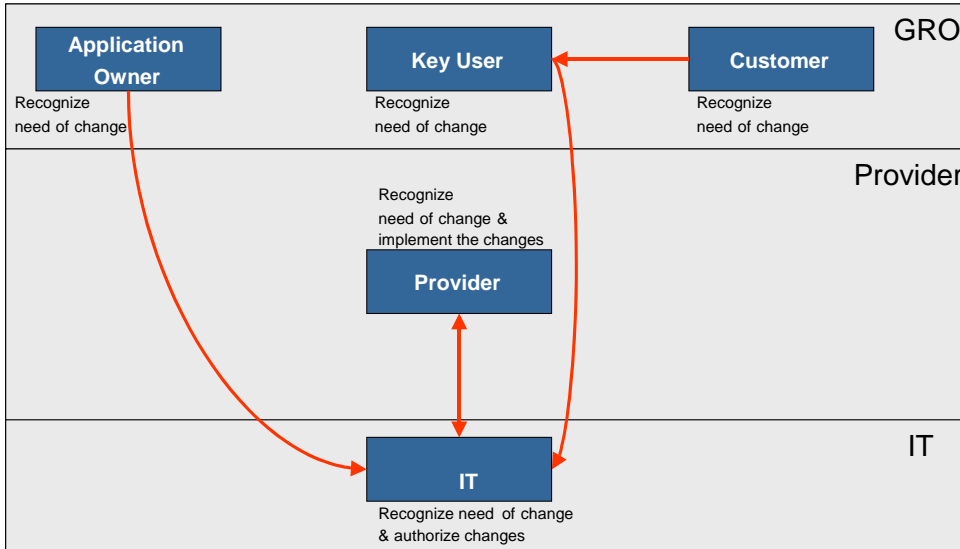 GRO
Application
Owner
Key User
Customer
Recognize
need of change
Recognize
need of change
Recognize
need of change
Provider
Recognize
need of change &
implement the changes
Provider
IT
IT
Recognize need of change
& authorize changes